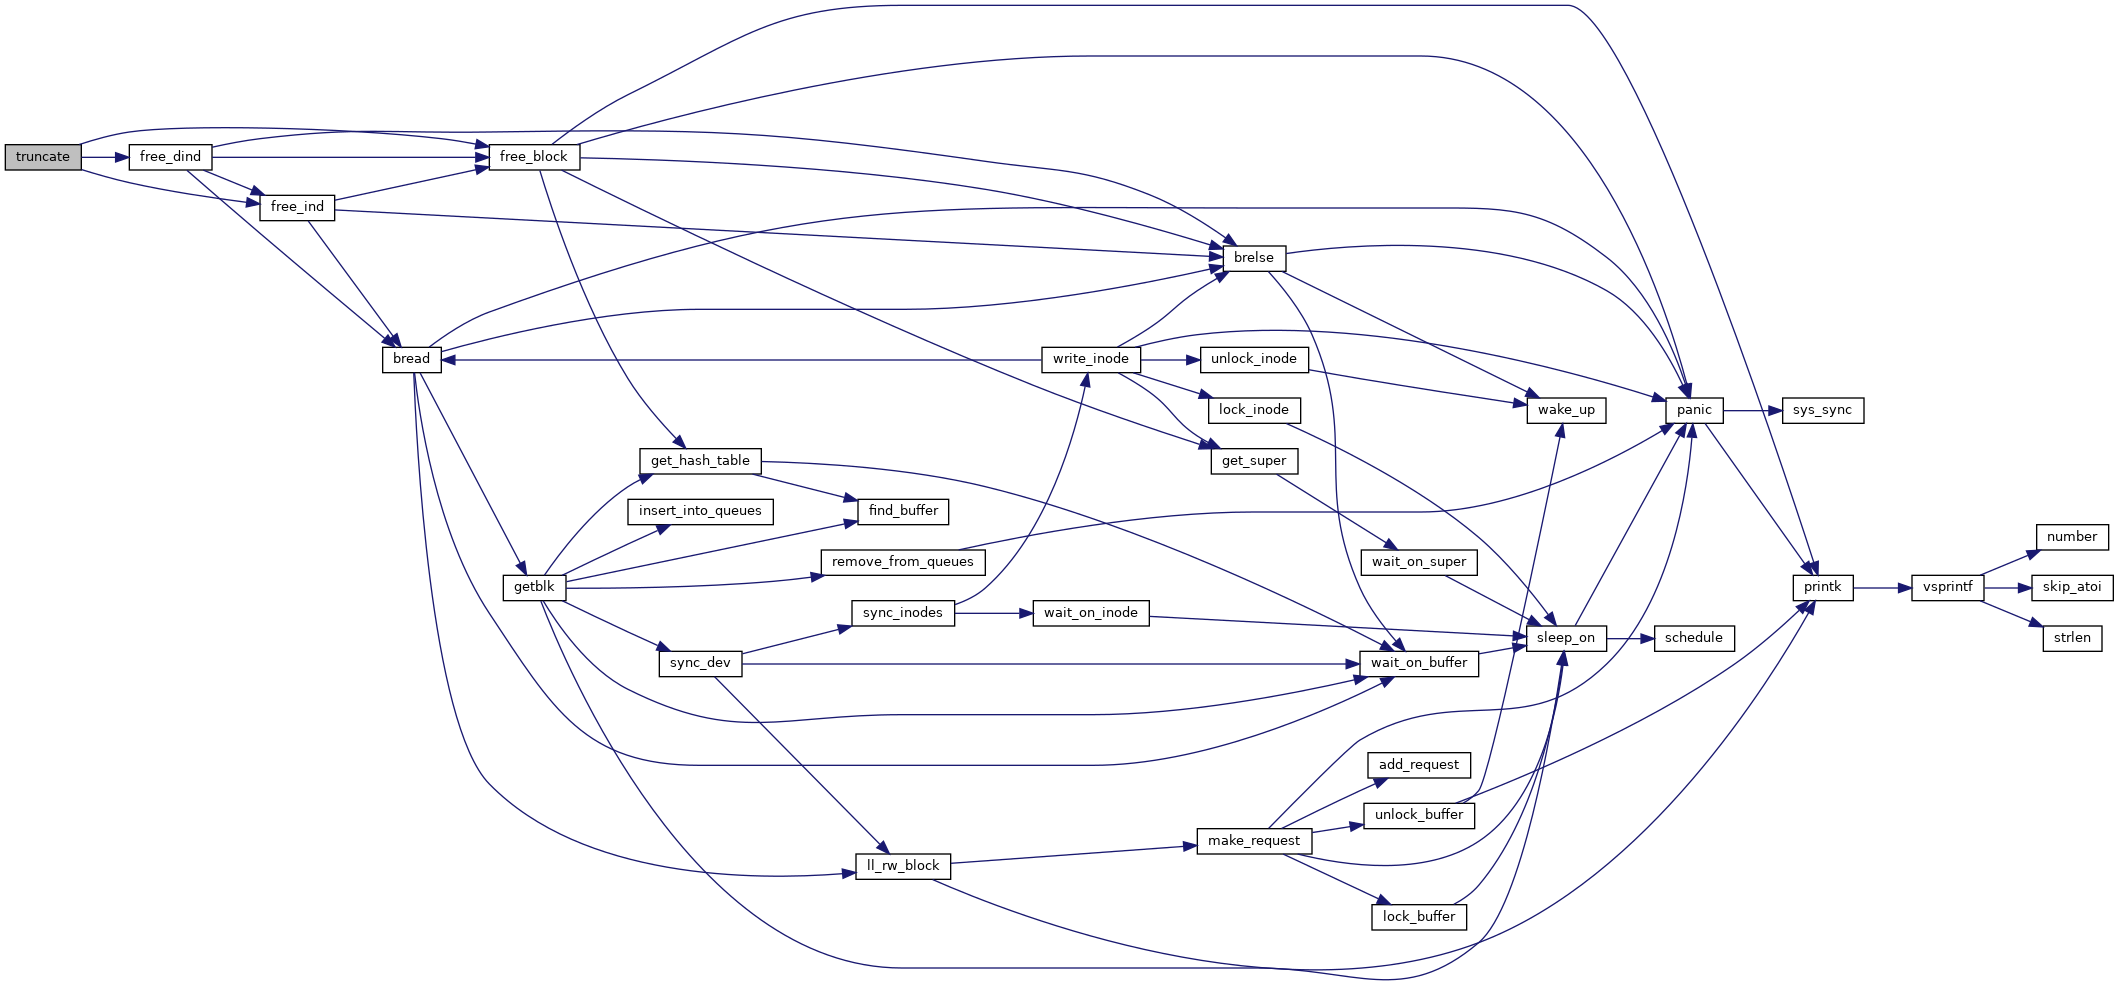 truncate
free_dind
free_ind
free_block
bread
brelse
write_inode
unlock_inode
lock_inode
wake_up
panic
sys_sync
get_hash_table
get_super
insert_into_queues
find_buffer
remove_from_queues
wait_on_super
getblk
sync_inodes
wait_on_inode
printk
vsprintf
number
skip_atoi
strlen
sync_dev
wait_on_buffer
sleep_on
schedule
add_request
unlock_buffer
make_request
ll_rw_block
lock_buffer